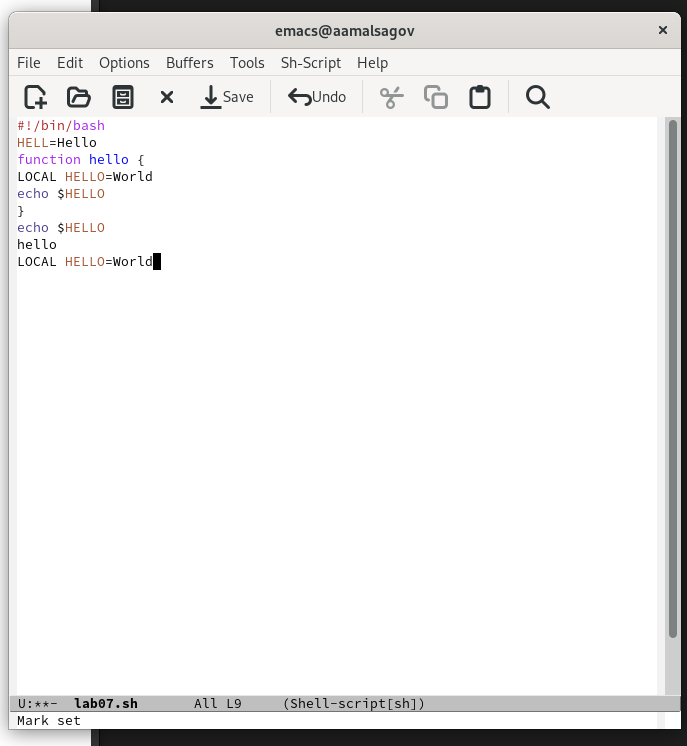 emacs@aamalsagov ×
File Edit Options Buffers Tools Sh-Script Help
Save Undo
#!/bin/bash
HELL=Hello
function hello {
LOCAL HELLO=World
echo $HELLO
}
echo $HELLO
hello
LOCAL HELLO=World
U:**- lab07.sh All L9 (Shell-script[sh])
Mark set